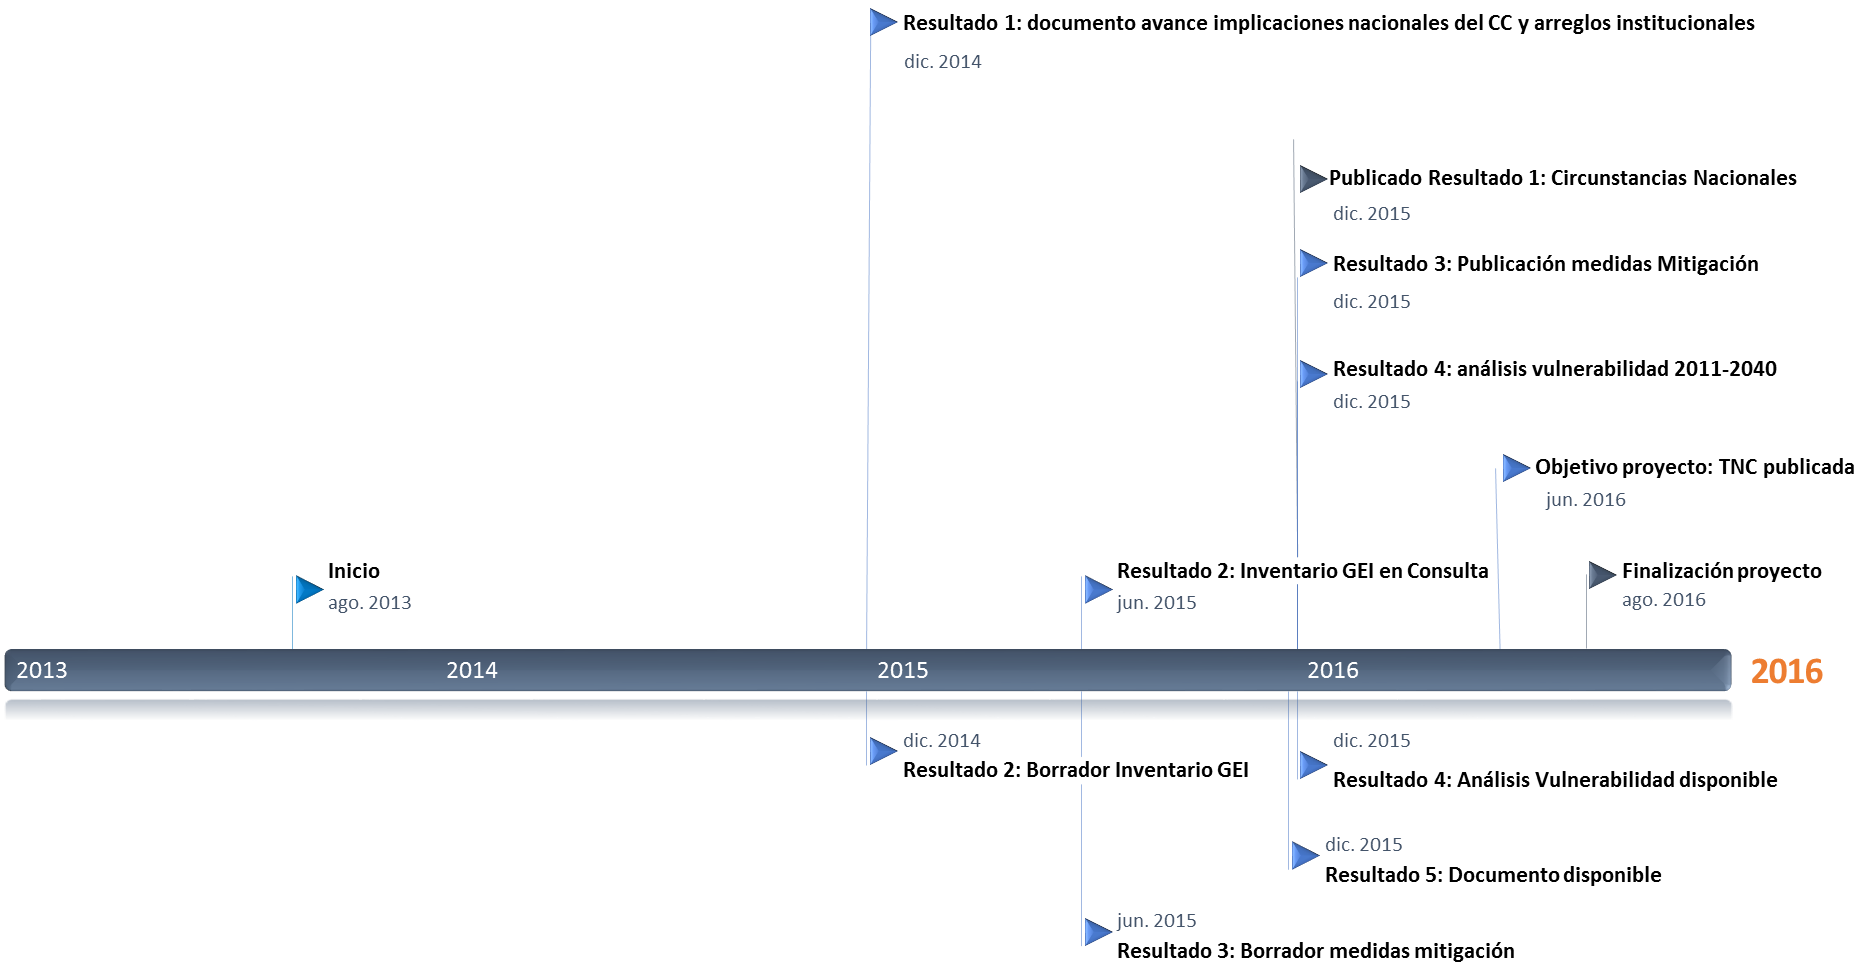 Resultado 1: documento avance implicaciones nacionales del CC y arreglos institucionales
dic. 2014
Publicado Resultado 1: Circunstancias Nacionales
dic. 2015
Resultado 3: Publicación medidas Mitigación
dic. 2015
Resultado 4: análisis vulnerabilidad 2011-2040
dic. 2015
Objetivo proyecto: TNC publicada
jun. 2016
Inicio
ago. 2013
Resultado 2: Inventario GEI en Consulta
jun. 2015
Finalización proyecto
ago. 2016
2013
2014
2015
2016
2016
dic. 2014
Resultado 2: Borrador Inventario GEI
dic. 2015
Resultado 4: Análisis Vulnerabilidad disponible
dic. 2015
Resultado 5: Documento disponible
jun. 2015
Resultado 3: Borrador medidas mitigación